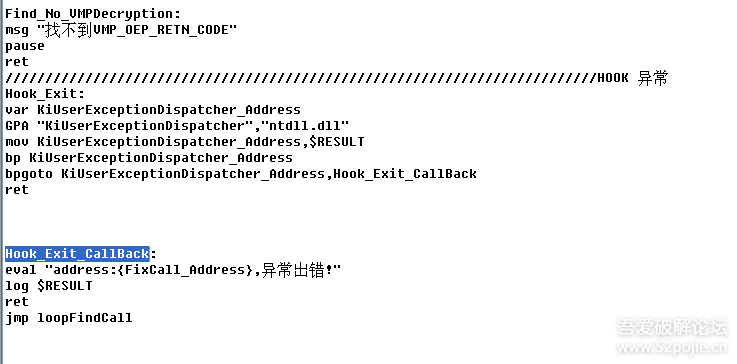 Find_No_VMPDecryption:
msg "找不到VMP_OEP_RETN_CODE"
pause
ret
//////////////////////////////////////////////////////////////////////////HOOK 异常
Hook_Exit:
var KiUserExceptionDispatcher_Address
GPA "KiUserExceptionDispatcher","ntdll.dll"
mov KiUserExceptionDispatcher_Address,$RESULT
bp KiUserExceptionDispatcher_Address
bpgoto KiUserExceptionDispatcher_Address,Hook_Exit_CallBack
ret
Hook_Exit_CallBack:
eval "address:{FixCall_Address},异常出错!"
log $RESULT
ret
jmp loopFindCall
吾爱破解论坛
www.52pojie.cn